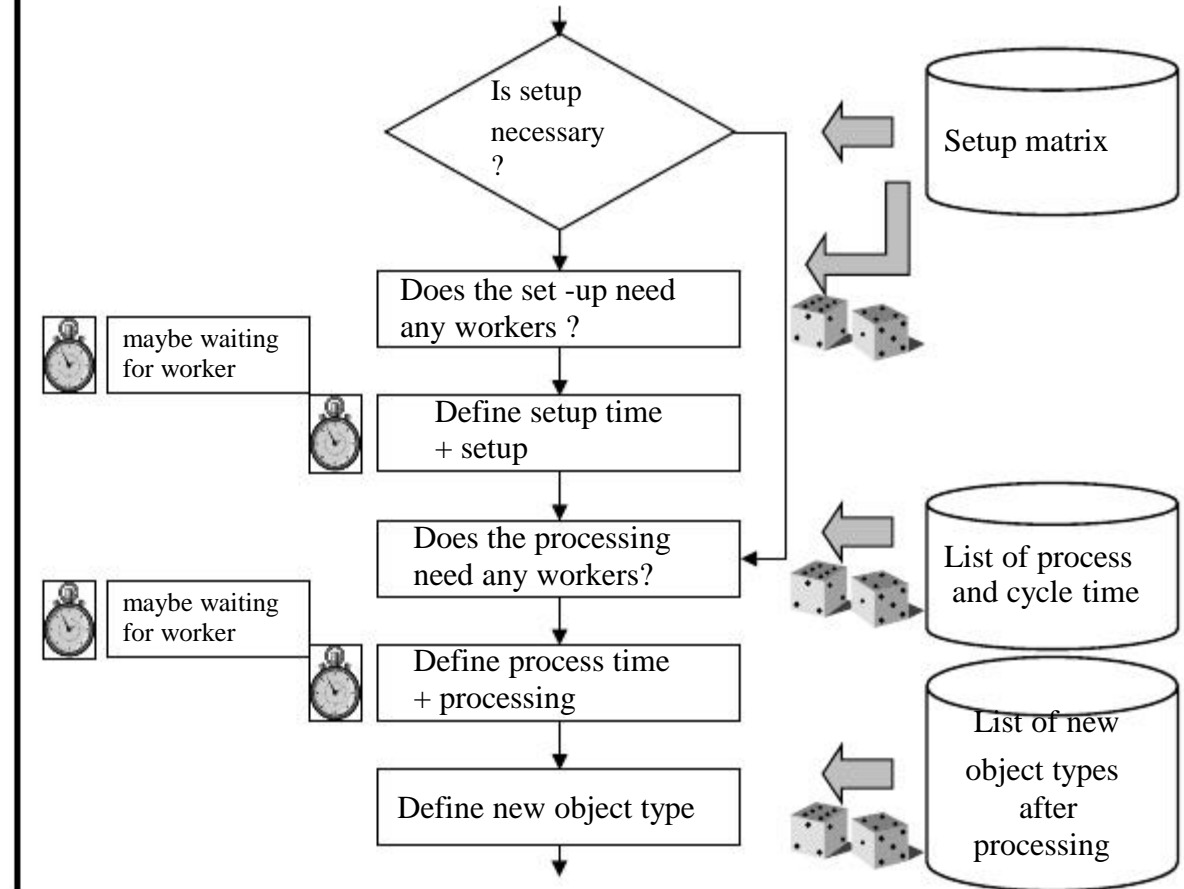 Is setup
necessary
?
Setup matrix
Does the set -up need
any workers ?
maybe waiting
for worker
Define setup time
+ setup
Does the processing
need any workers?
List of process
and cycle time
maybe waiting
for worker
Define process time
+ processing
List of new
object types
after
processing
Define new object type